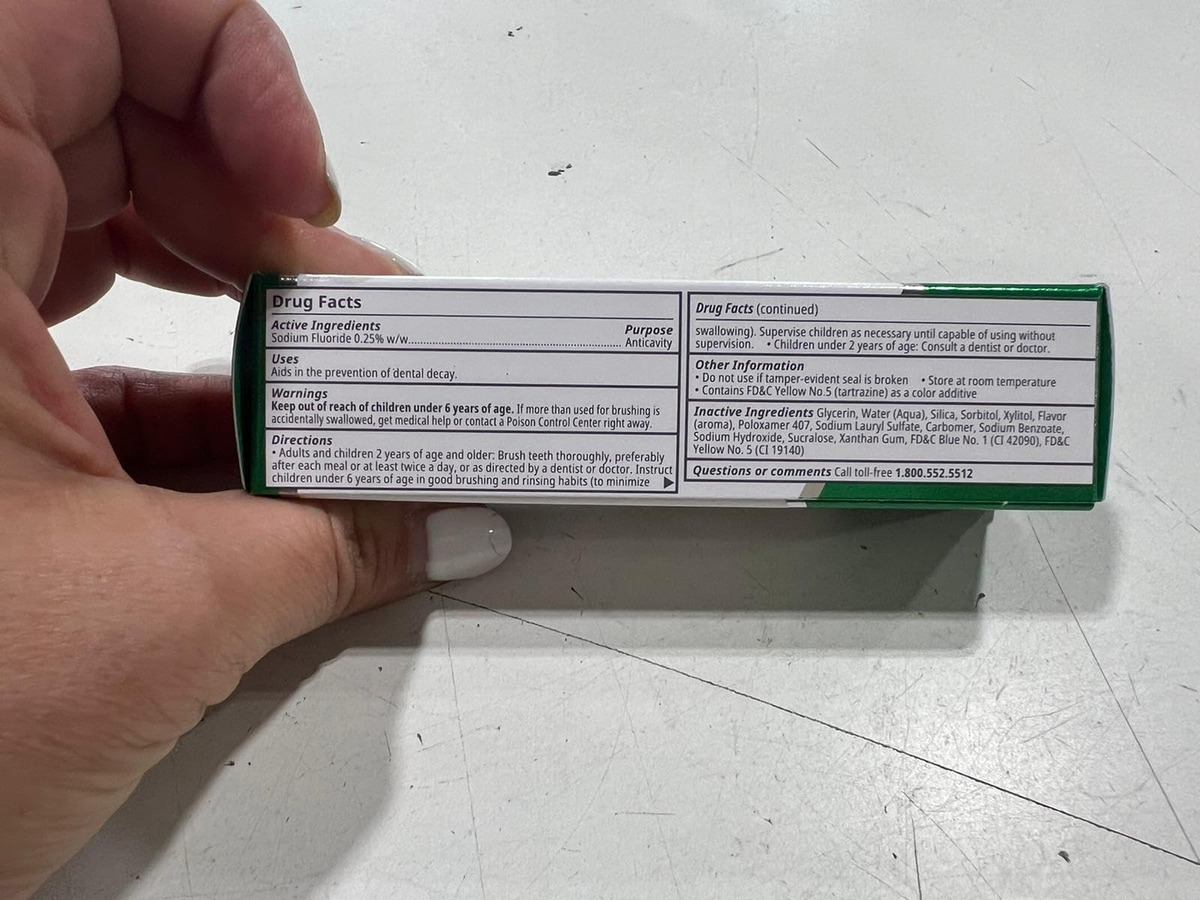 Drug Facts
Active Ingredients Purpose
Sodium Fluoride 0.25% w/w........................................................................ Anticavity
Uses
Aids in the prevention of dental decay.
Warnings
Keep out of reach of children under 6 years of age. If more than used for brushing is
accidentally swallowed, get medical help or contact a Poison Control Center right away.
Directions
• Adults and children 2 years of age and older: Brush teeth thoroughly, preferably
after each meal or at least twice a day, or as directed by a dentist or doctor. Instruct
children under 6 years of age in good brushing and rinsing habits (to minimize
Drug Facts (continued)
swallowing). Supervise children as necessary until capable of using without
supervision. • Children under 2 years of age: Consult a dentist or doctor.
Other Information
• Do not use if tamper-evident seal is broken • Store at room temperature
• Contains FD&C Yellow No.5 (tartrazine) as a color additive
Inactive Ingredients Glycerin, Water (Aqua), Silica, Sorbitol, Xylitol, Flavor
(aroma), Poloxamer 407, Sodium Lauryl Sulfate, Carbomer, Sodium Benzoate,
Sodium Hydroxide, Sucralose, Xanthan Gum, FD&C Blue No. 1 (CI 42090), FD&C
Yellow No. 5 (CI 19140)
Questions or comments Call toll-free 1.800.552.5512